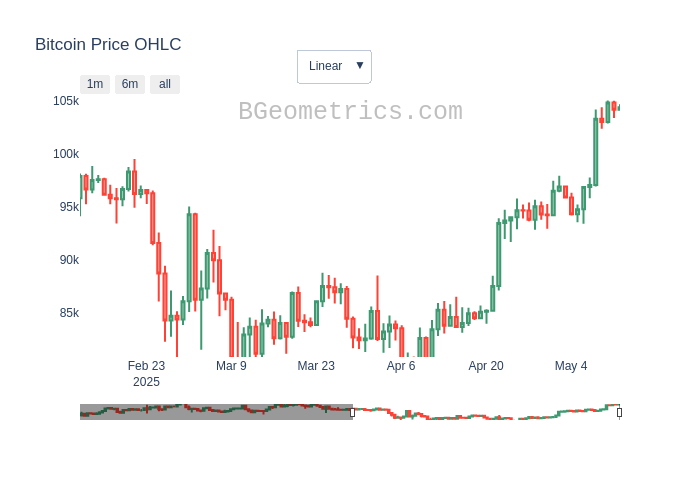 Bitcoin Price OHLC
Linear ▼
1m 6m all
BGeometrics.com
105k
100k
95k
90k
85k
Feb 23 Mar 9 Mar 23 Apr 6 Apr 20 May 4
2025